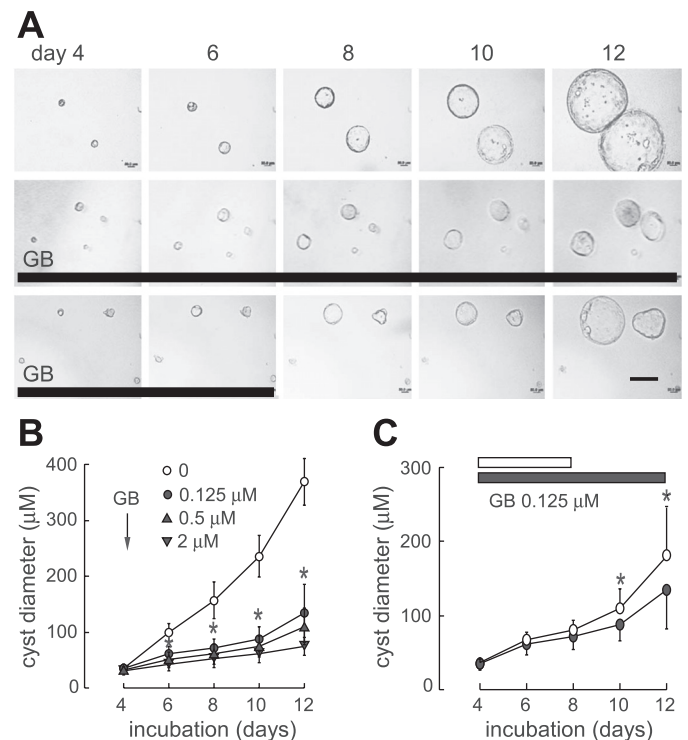 A
day 4 6 8 10 12
GB
GB
B
400
300
200
100
0
cyst diameter (µM)
GB
0
0.125 µM
0.5 µM
2 µM
*
*
*
*
4 6 8 10 12
incubation (days)
C
300
200
100
0
cyst diameter (µM)
GB 0.125 µM
*
*
4 6 8 10 12
incubation (days)